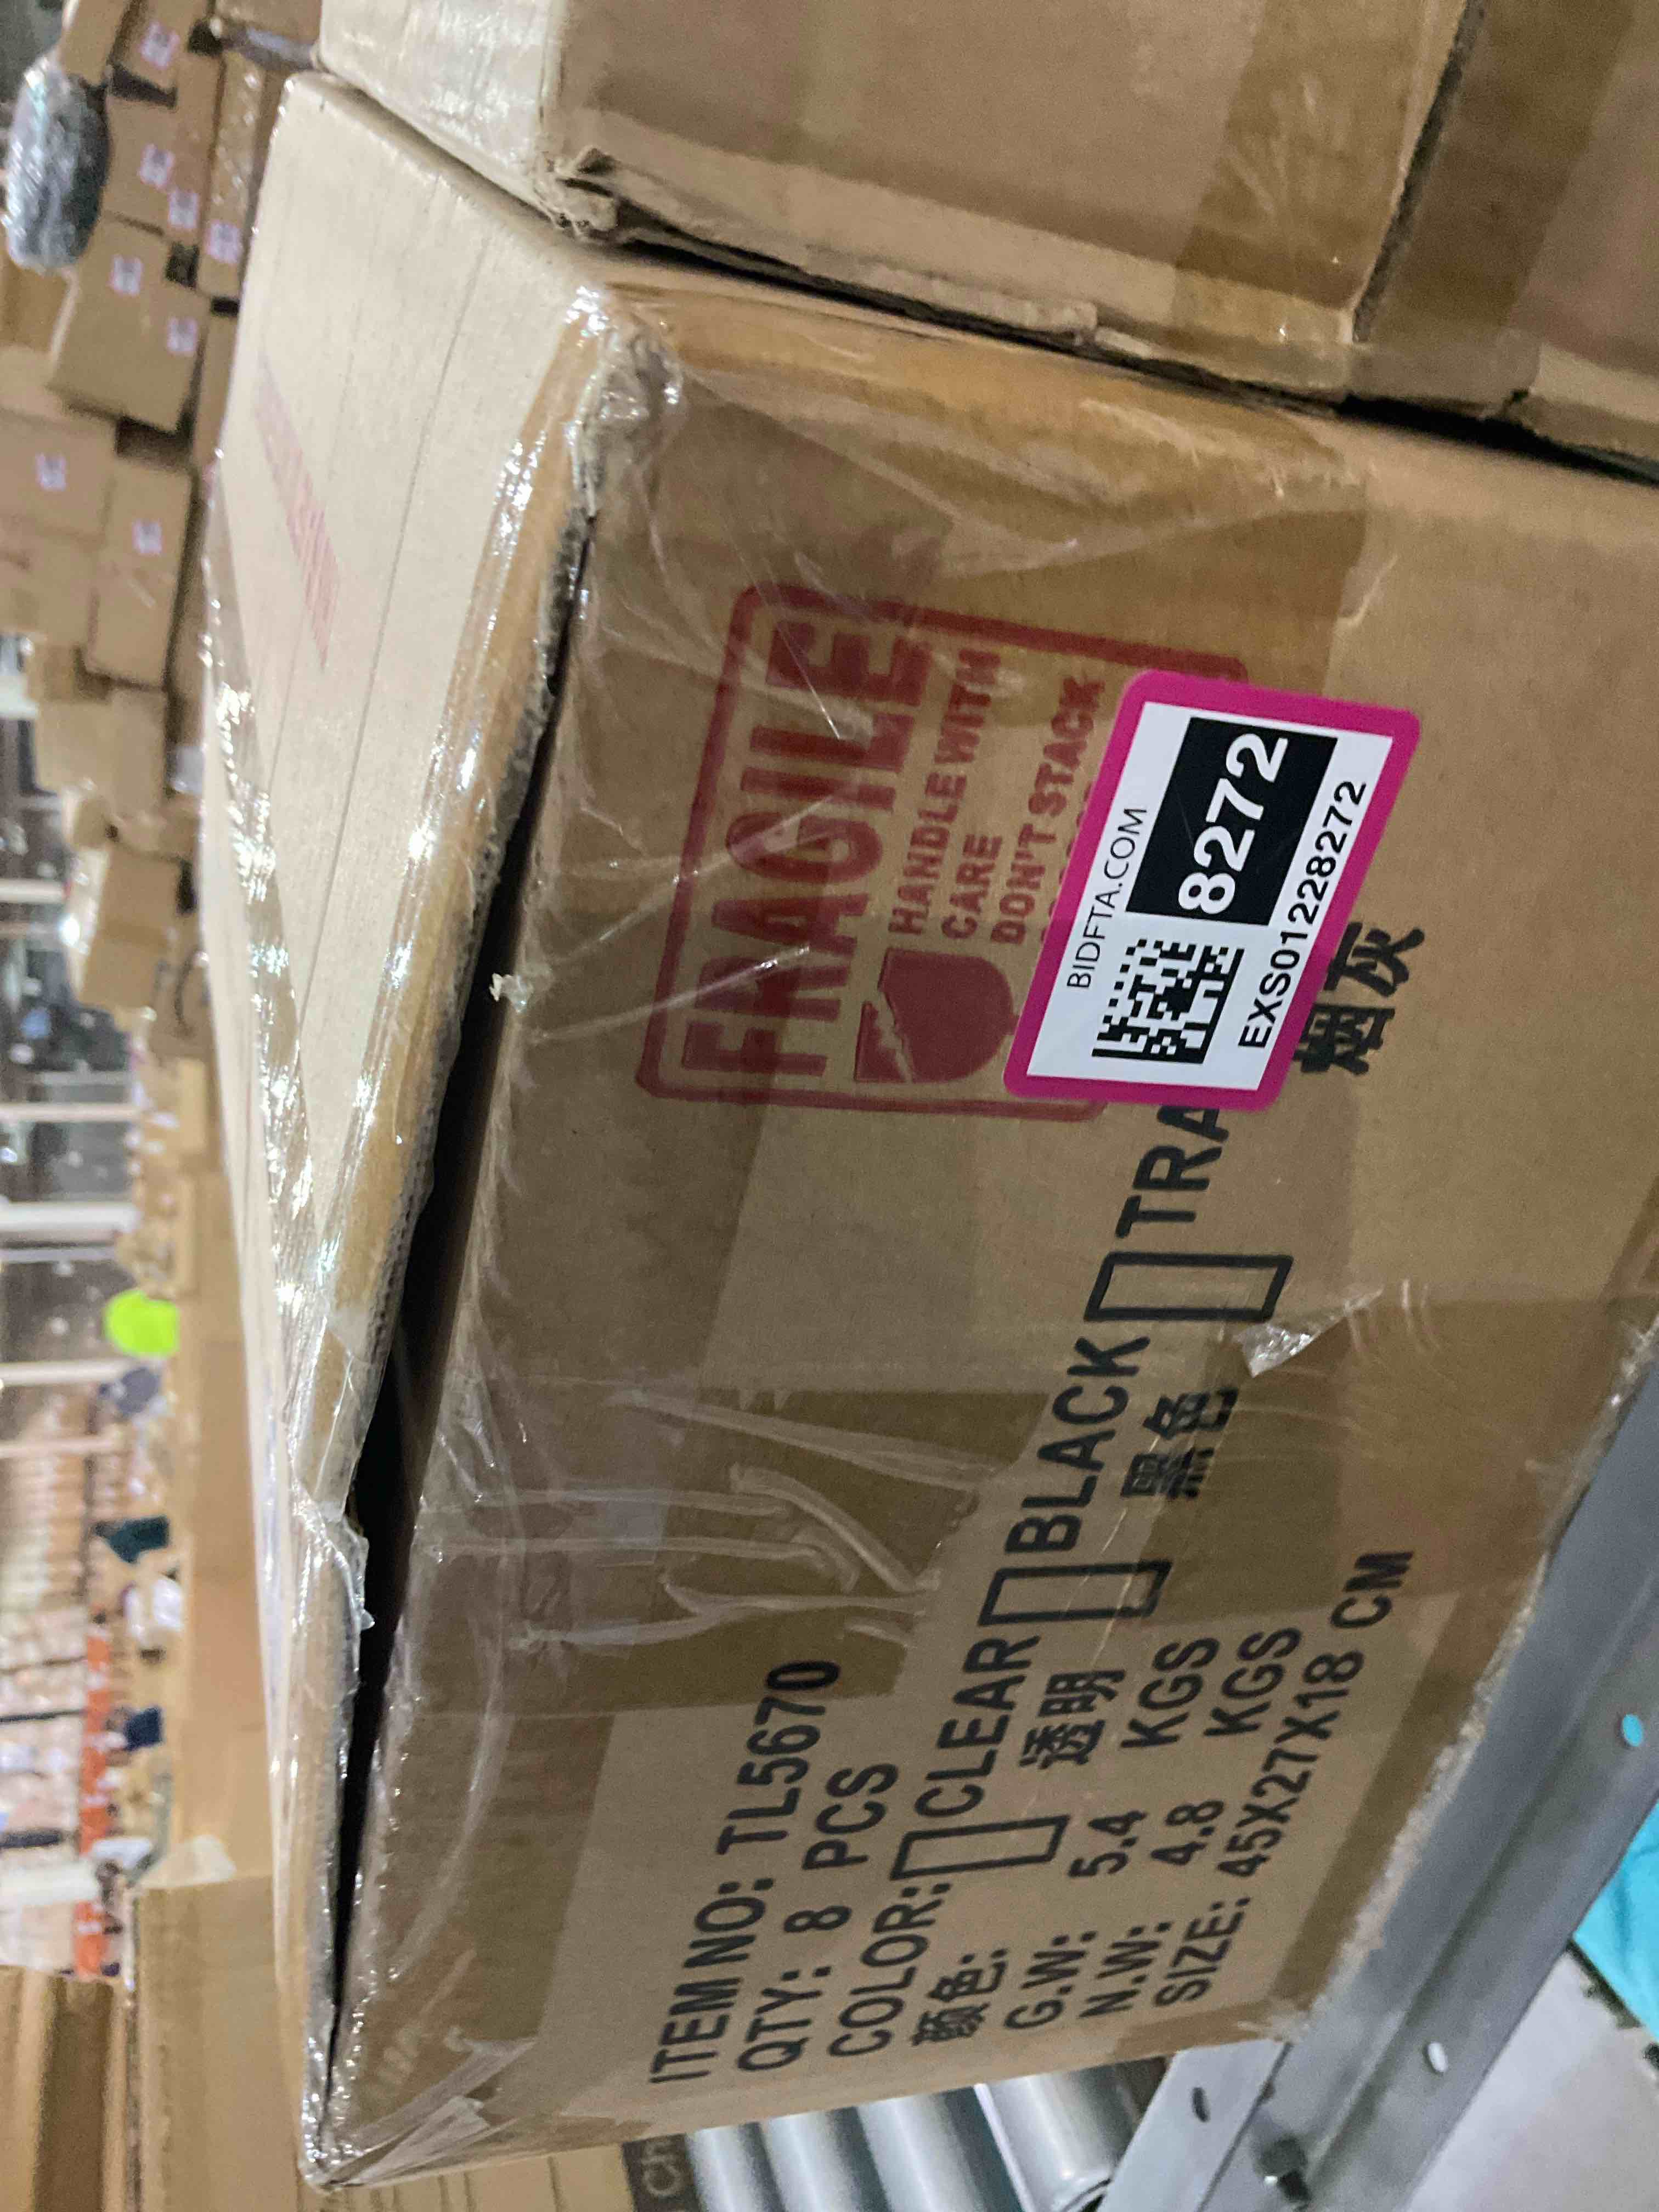 FRAGILE
HANDLE WITH
CARE
DON'T STACK
BIDFTA.COM
8272
EXS01228272
ITEM NO: TL5670
QTY: 8 PCS
COLOR: CLEAR BLACK TRA
颜色: 透明 黑色 烟灰
G.W: 5.4 KGS
N.W: 4.8 KGS
SIZE: 45X27X18 CM